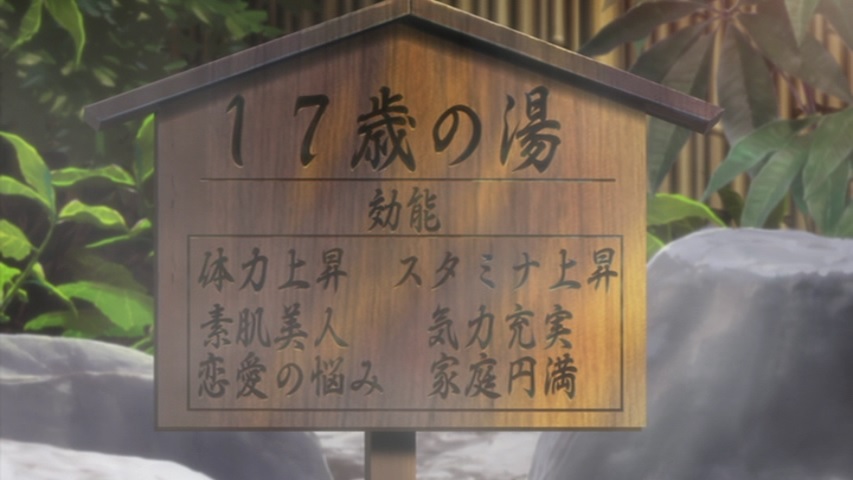 17歳の湯
効能
体力上昇 スタミナ上昇
素肌美人 気力充実
恋愛の悩み 家庭円満